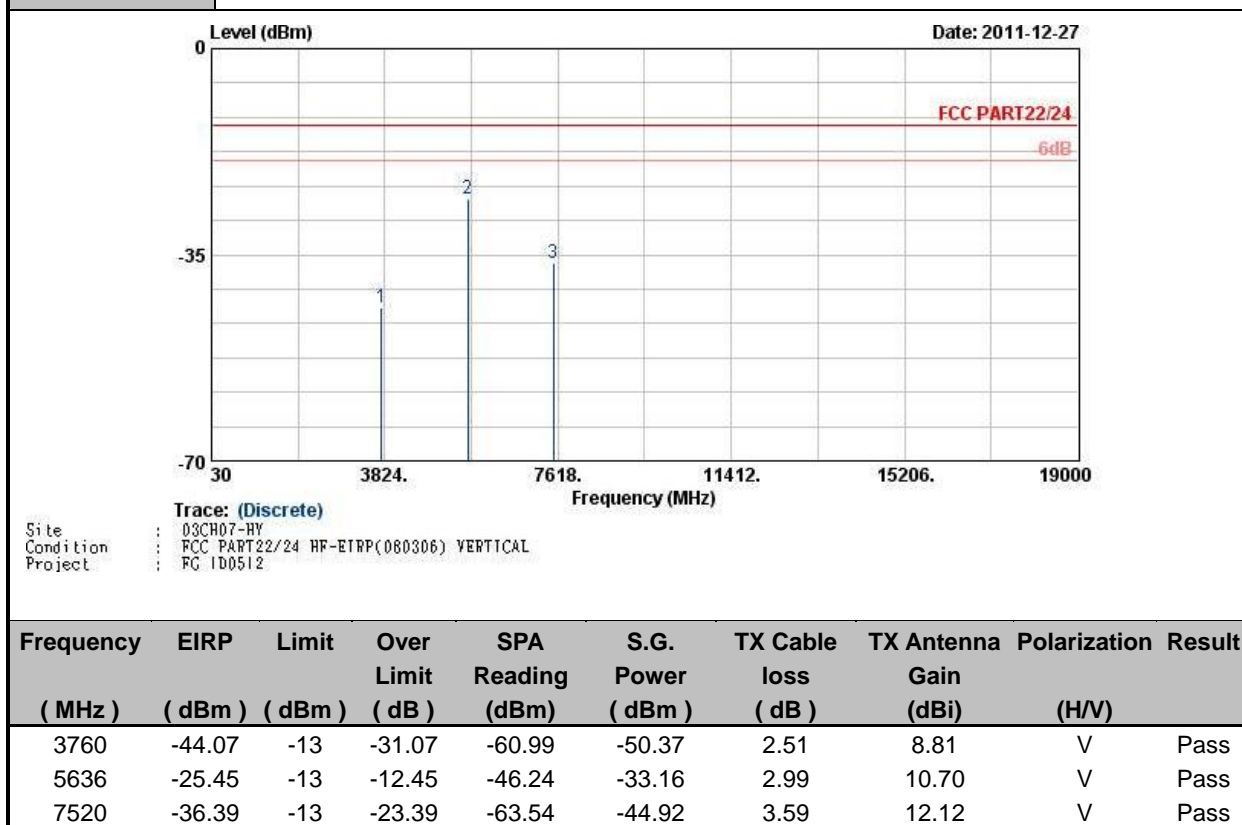 Level (dBm)
Date: 2011-12-27
0
FCC PART22/24
-6dB
2
-35
3
1
-70
30 3824. 7618. 11412. 15206. 19000
Frequency (MHz)
Trace: (Discrete)
Site : 03CH07-HY
Condition : FCC PART22/24 HF-EIRP(080306) VERTICAL
Project : FG 1D0512
Frequency EIRP Limit Over SPA S.G. TX Cable TX Antenna Polarization Result
Limit Reading Power loss Gain
( MHz ) ( dBm ) ( dBm ) ( dB ) (dBm) ( dBm ) ( dB ) (dBi) (H/V)
3760 -44.07 -13 -31.07 -60.99 -50.37 2.51 8.81 V Pass
5636 -25.45 -13 -12.45 -46.24 -33.16 2.99 10.70 V Pass
7520 -36.39 -13 -23.39 -63.54 -44.92 3.59 12.12 V Pass